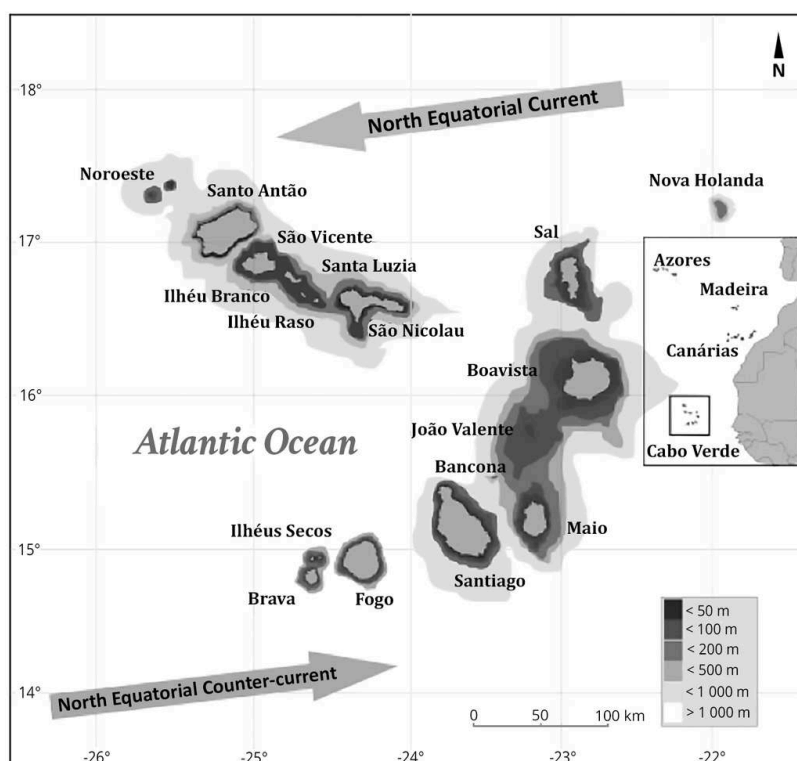 N
18°
North Equatorial Current
Noroeste
Santo Antão
Nova Holanda
17°
São Vicente
Sal
Santa Luzia
Azores
Madeira
Ilhéu Branco
Ilhéu Raso
São Nicolau
Canárias
Boavista
16°
João Valente
Atlantic Ocean
Cabo Verde
Bancona
Ilhéus Secos
Maio
15°
Santiago
Brava
Fogo
< 50 m
< 100 m
< 200 m
< 500 m
< 1 000 m
> 1 000 m
North Equatorial Counter-current
14°
0 50 100 km
-26° -25° -24° -23° -22°